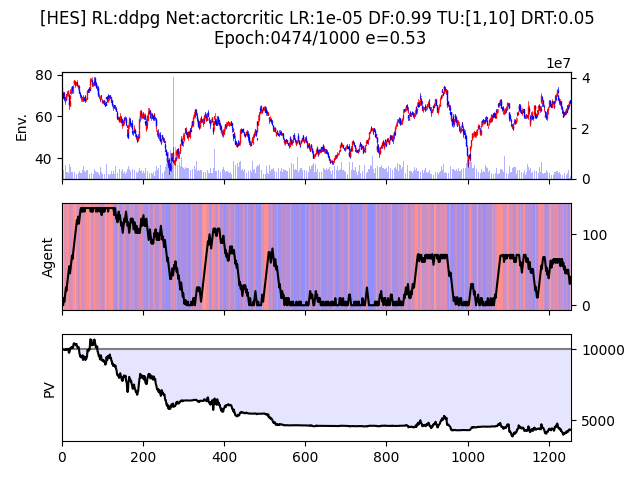 [HES] RL:ddpg Net:actorcritic LR:1e-05 DF:0.99 TU:[1,10] DRT:0.05
Epoch:0474/1000 e=0.53
1e7
80
60
40
Env.
4
2
0
Agent
100
0
PV
10000
5000
0 200 400 600 800 1000 1200